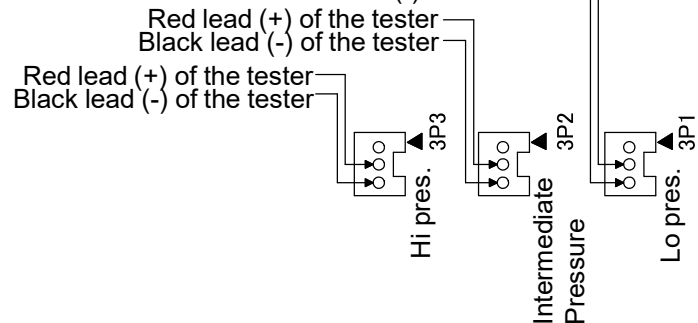 Red lead (+) of the tester
Black lead (-) of the tester
Red lead (+) of the tester
Black lead (-) of the tester
3P3
3P2
3P1
Hi pres.
Intermediate
Pressure
Lo pres.